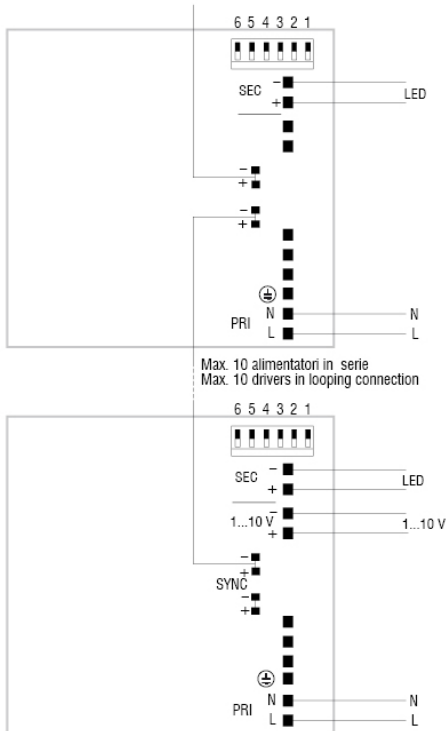 6 5 4 3 2 1
−
SEC
+
LED
−
+
−
+
N N
PRI
L L
Max. 10 alimentatori in serie
Max. 10 drivers in looping connection
6 5 4 3 2 1
−
SEC
+
LED
−
1...10 V
+
1...10 V
−
+
SYNC
−
+
N N
PRI
L L